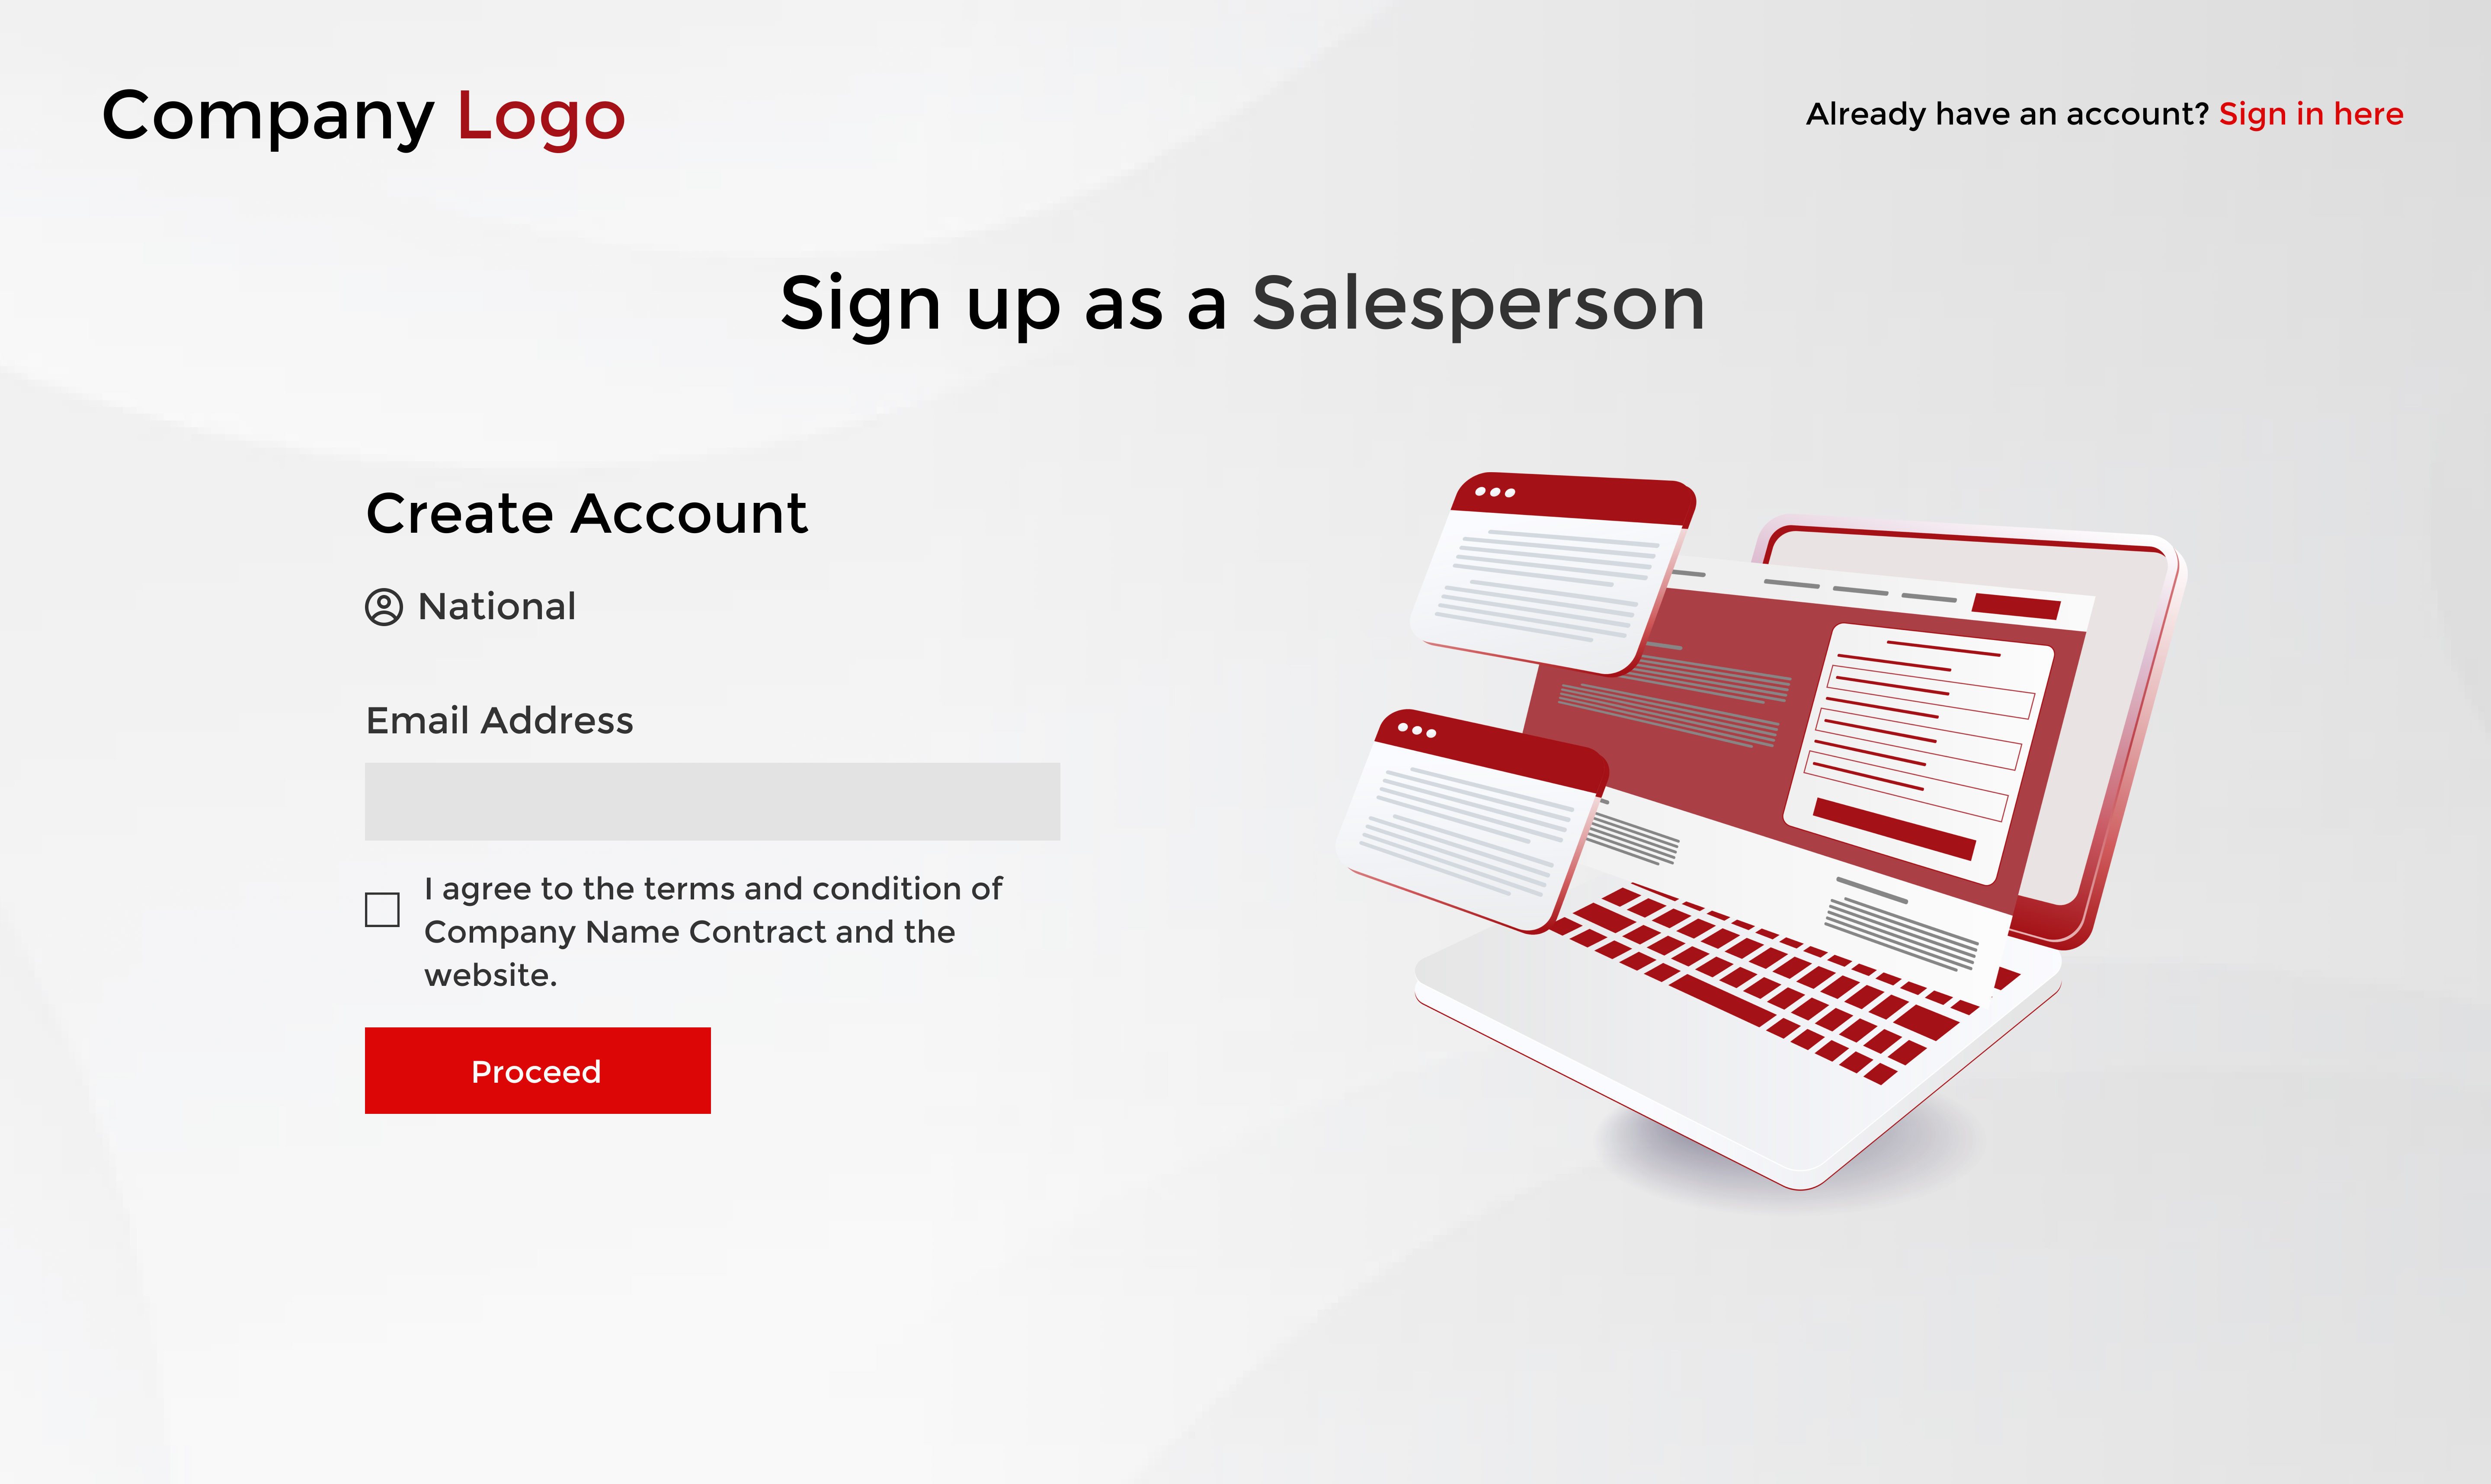 Company Logo
Already have an account? Sign in here
Sign up as a Salesperson
Create Account
National
Email Address
I agree to the terms and condition of
Company Name Contract and the
website.
Proceed